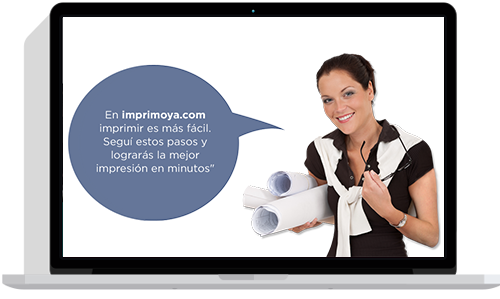 En imprimoya.com
imprimir es más fácil.
Seguí estos pasos y
lograrás la mejor
impresión en minutos"